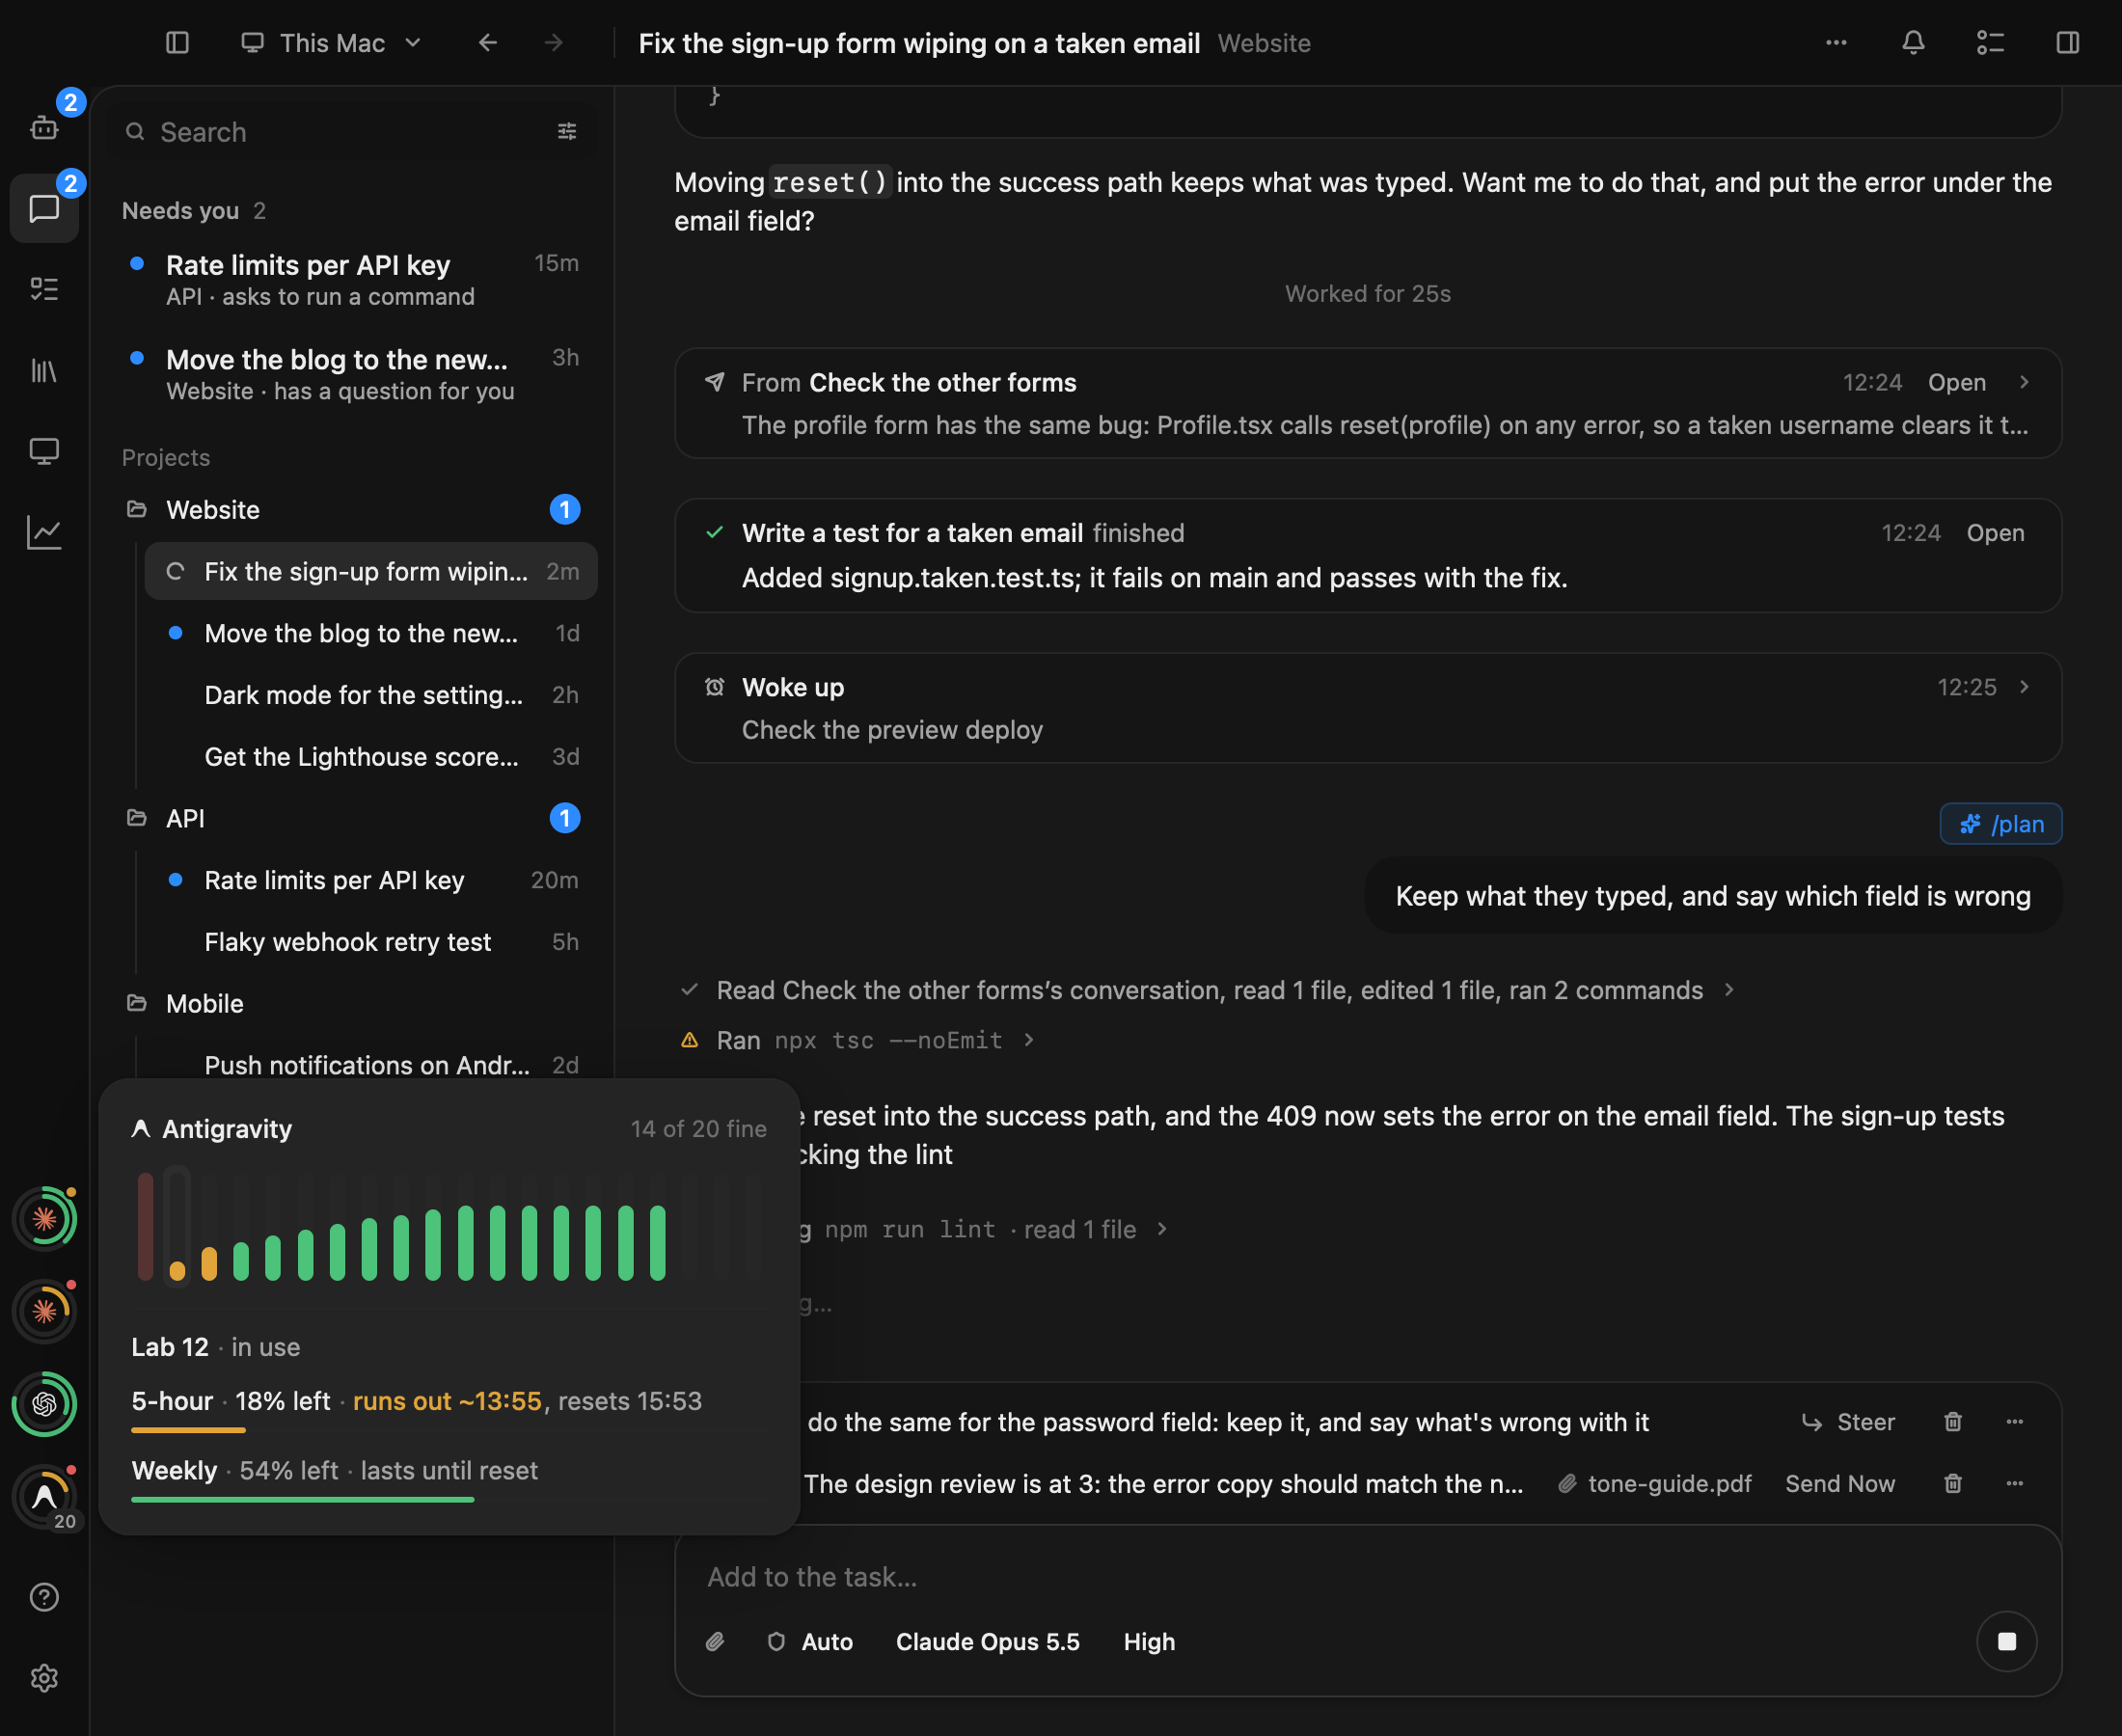 This Mac
Fix the sign-up form wiping on a taken email Website
2
2
Search
Needs you 2
Rate limits per API key 15m
API · asks to run a command
Move the blog to the new... 3h
Website · has a question for you
Projects
Website 1
Fix the sign-up form wipin... 2m
Move the blog to the new... 1d
Dark mode for the setting... 2h
Get the Lighthouse score... 3d
API 1
Rate limits per API key 20m
Flaky webhook retry test 5h
Mobile
Push notifications on Andr... 2d
}
Moving reset() into the success path keeps what was typed. Want me to do that, and put the error under the
email field?
Worked for 25s
From Check the other forms 12:24 Open
The profile form has the same bug: Profile.tsx calls reset(profile) on any error, so a taken username clears it t...
Write a test for a taken email finished 12:24 Open
Added signup.taken.test.ts; it fails on main and passes with the fix.
Woke up 12:25
Check the preview deploy
/plan
Keep what they typed, and say which field is wrong
Read Check the other forms’s conversation, read 1 file, edited 1 file, ran 2 commands
Ran npx tsc --noEmit
reset into the success path, and the 409 now sets the error on the email field. The sign-up tests
the lint
npm run lint · read 1 file
Antigravity 14 of 20 fine
Lab 12 · in use
5-hour · 18% left · runs out ~13:55, resets 15:53
Weekly · 54% left · lasts until reset
20
do the same for the password field: keep it, and say what's wrong with it Steer
The design review is at 3: the error copy should match the n... tone-guide.pdf Send Now
Add to the task...
Auto Claude Opus 5.5 High